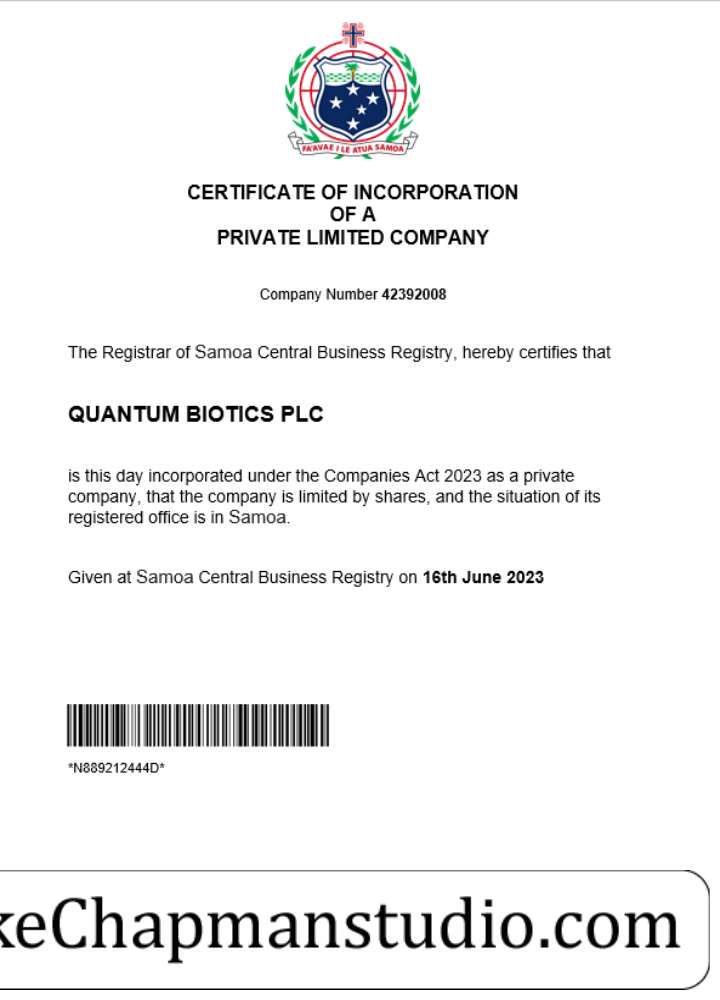 FA'AVAE I LE ATUA SAMOA
CERTIFICATE OF INCORPORATION
OF A
PRIVATE LIMITED COMPANY
Company Number 42392008
The Registrar of Samoa Central Business Registry, hereby certifies that
QUANTUM BIOTICS PLC
is this day incorporated under the Companies Act 2023 as a private
company, that the company is limited by shares, and the situation of its
registered office is in Samoa.
Given at Samoa Central Business Registry on 16th June 2023
*N889212444D*
keChapmanstudio.com